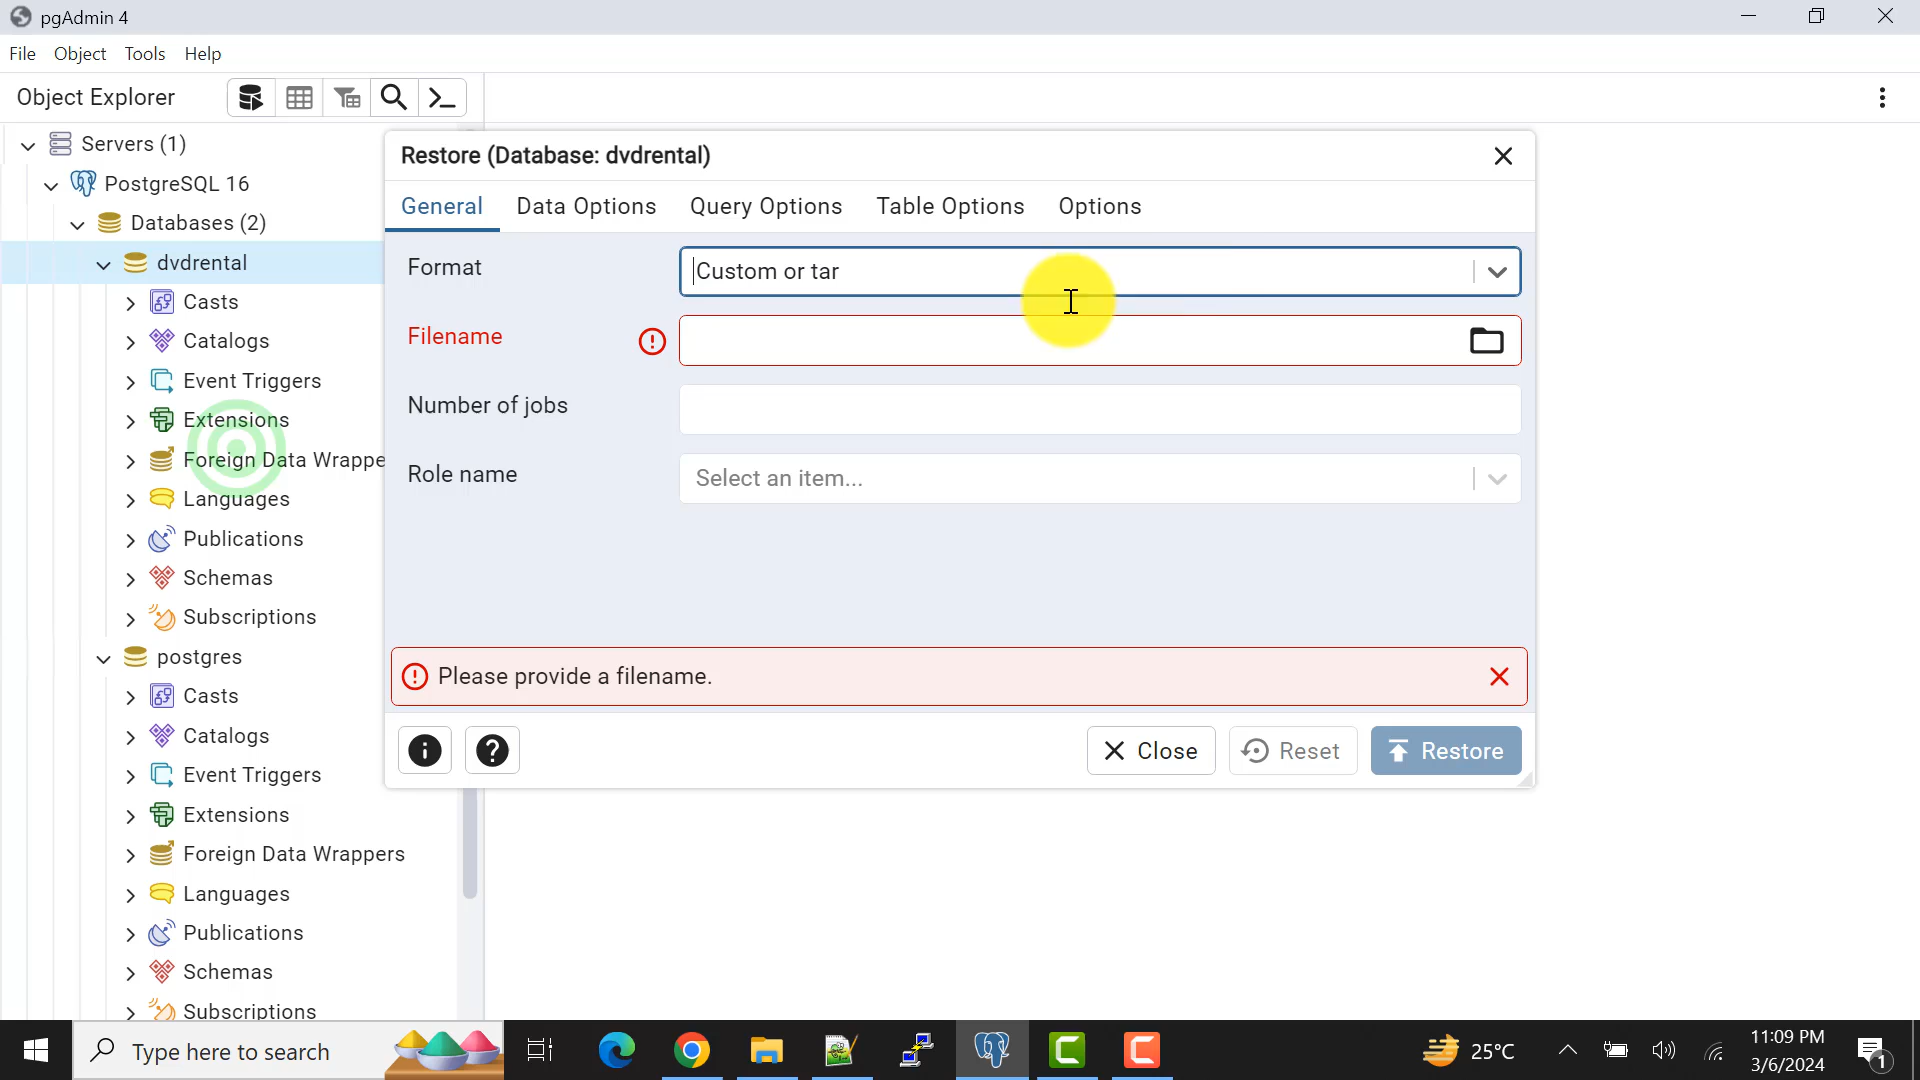 pgAdmin 4
File Object Tools Help
Object Explorer
Servers (1)
PostgreSQL 16
Databases (2)
dvdrental
Casts
Catalogs
Event Triggers
Extensions
Foreign Data Wrappe
Languages
Publications
Schemas
Subscriptions
postgres
Casts
Catalogs
Event Triggers
Extensions
Foreign Data Wrappers
Languages
Publications
Schemas
Subscriptions
Restore (Database: dvdrental)
General Data Options Query Options Table Options Options
Format Custom or tar
Filename
Number of jobs
Role name Select an item...
Please provide a filename.
Close Reset Restore
Type here to search
25°C
11:09 PM
3/6/2024
1